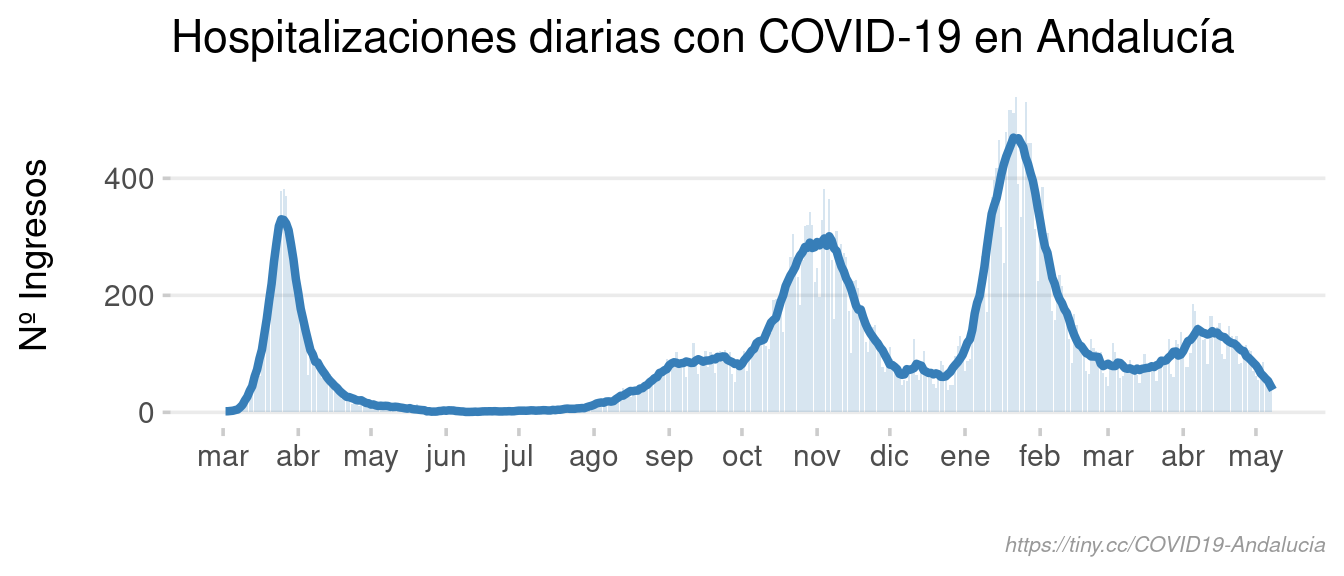 Hospitalizaciones diarias con COVID-19 en Andalucía
Nº Ingresos
400
200
0
mar abr may jun jul ago sep oct nov dic ene feb mar abr may
https://tiny.cc/COVID19-Andalucia